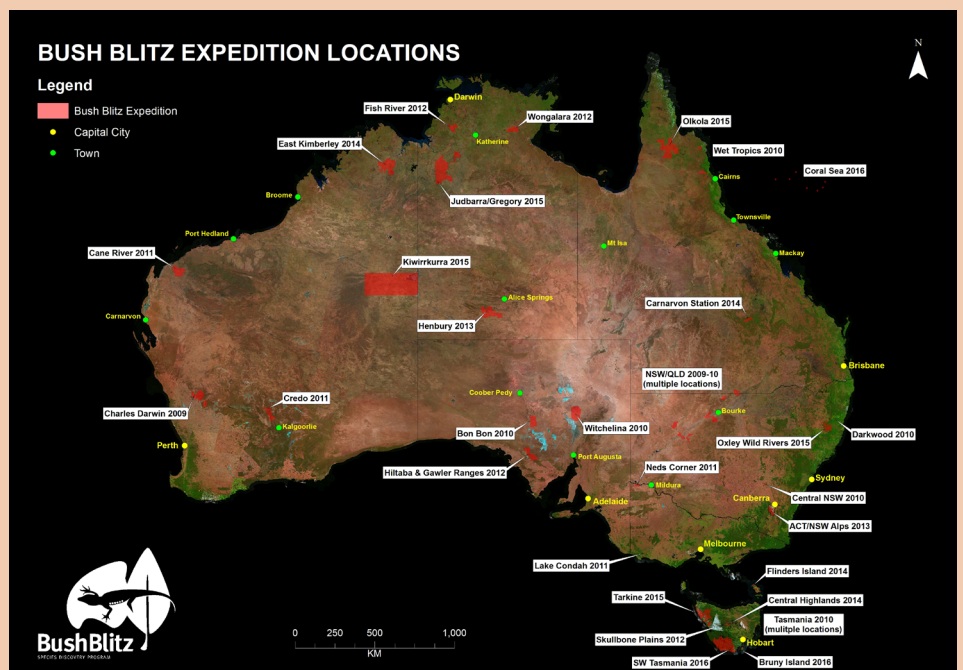 BUSH BLITZ EXPEDITION LOCATIONS
N
Legend
Bush Blitz Expedition
Capital City
Town
Darwin
Fish River 2012
Wongalara 2012
Olkola 2015
Katherine
East Kimberley 2014
Wet Tropics 2010
Coral Sea 2016
Cairns
Broome
Judbarra/Gregory 2015
Townsville
Port Hedland
Mt Isa
Mackay
Cane River 2011
Kiwirrkurra 2015
Alice Springs
Carnarvon Station 2014
Carnarvon
Henbury 2013
Brisbane
NSW/QLD 2009-10
(multiple locations)
Coober Pedy
Credo 2011
Charles Darwin 2009
Bourke
Kalgoorlie
Witchelina 2010
Bon Bon 2010
Darkwood 2010
Oxley Wild Rivers 2015
Perth
Port Augusta
Hiltaba & Gawler Ranges 2012
Neds Corner 2011
Sydney
Mildura
Central NSW 2010
Canberra
Adelaide
ACT/NSW Alps 2013
Melbourne
Lake Condah 2011
Flinders Island 2014
Tarkine 2015
Central Highlands 2014
Tasmania 2010
(mulitple locations)
Skullbone Plains 2012
Hobart
SW Tasmania 2016
Bruny Island 2016
BushBlitz
SPECIES DISCOVERY PROGRAM
0 250 500 1,000
KM